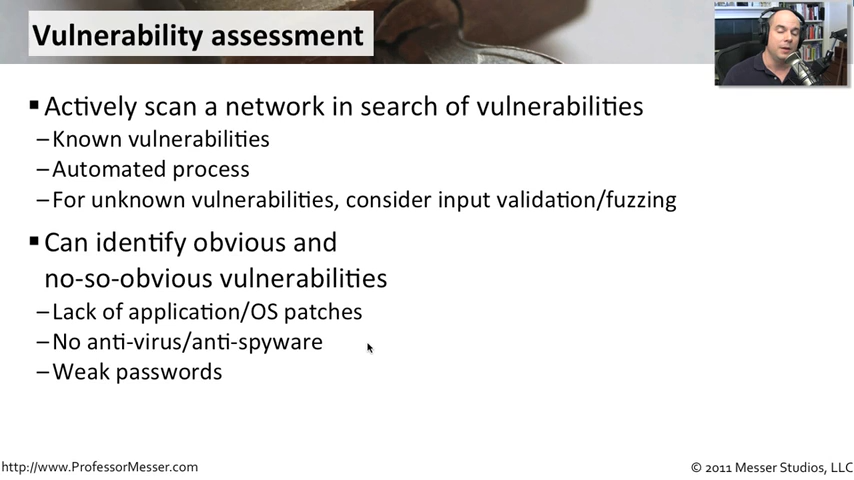 Vulnerability assessment
▪ Actively scan a network in search of vulnerabilities
–Known vulnerabilities
–Automated process
–For unknown vulnerabilities, consider input validation/fuzzing
▪ Can identify obvious and
no-so-obvious vulnerabilities
–Lack of application/OS patches
–No anti-virus/anti-spyware
–Weak passwords
http://www.ProfessorMesser.com
© 2011 Messer Studios, LLC